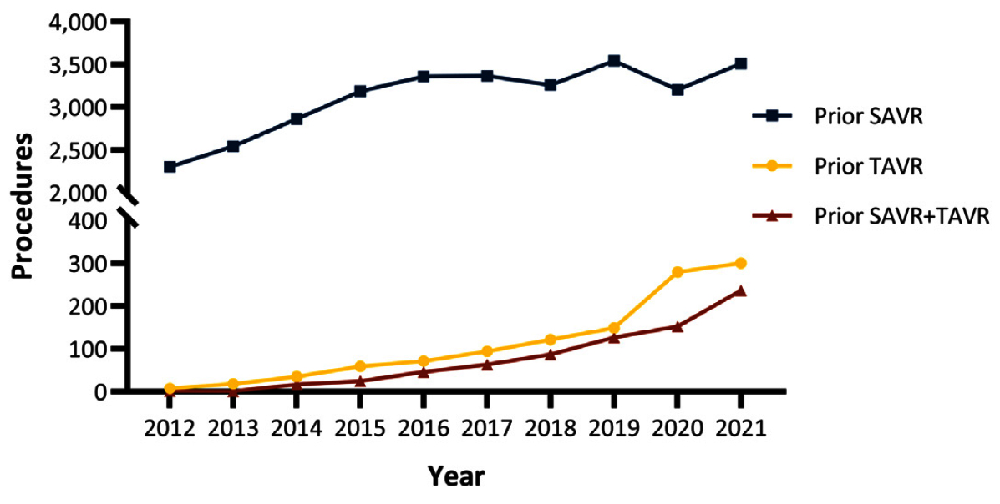 4,000
3,500
3,000
2,500
2,000
400
300
200
100
0
Procedures
2012 2013 2014 2015 2016 2017 2018 2019 2020 2021
Year
Prior SAVR
Prior TAVR
Prior SAVR+TAVR